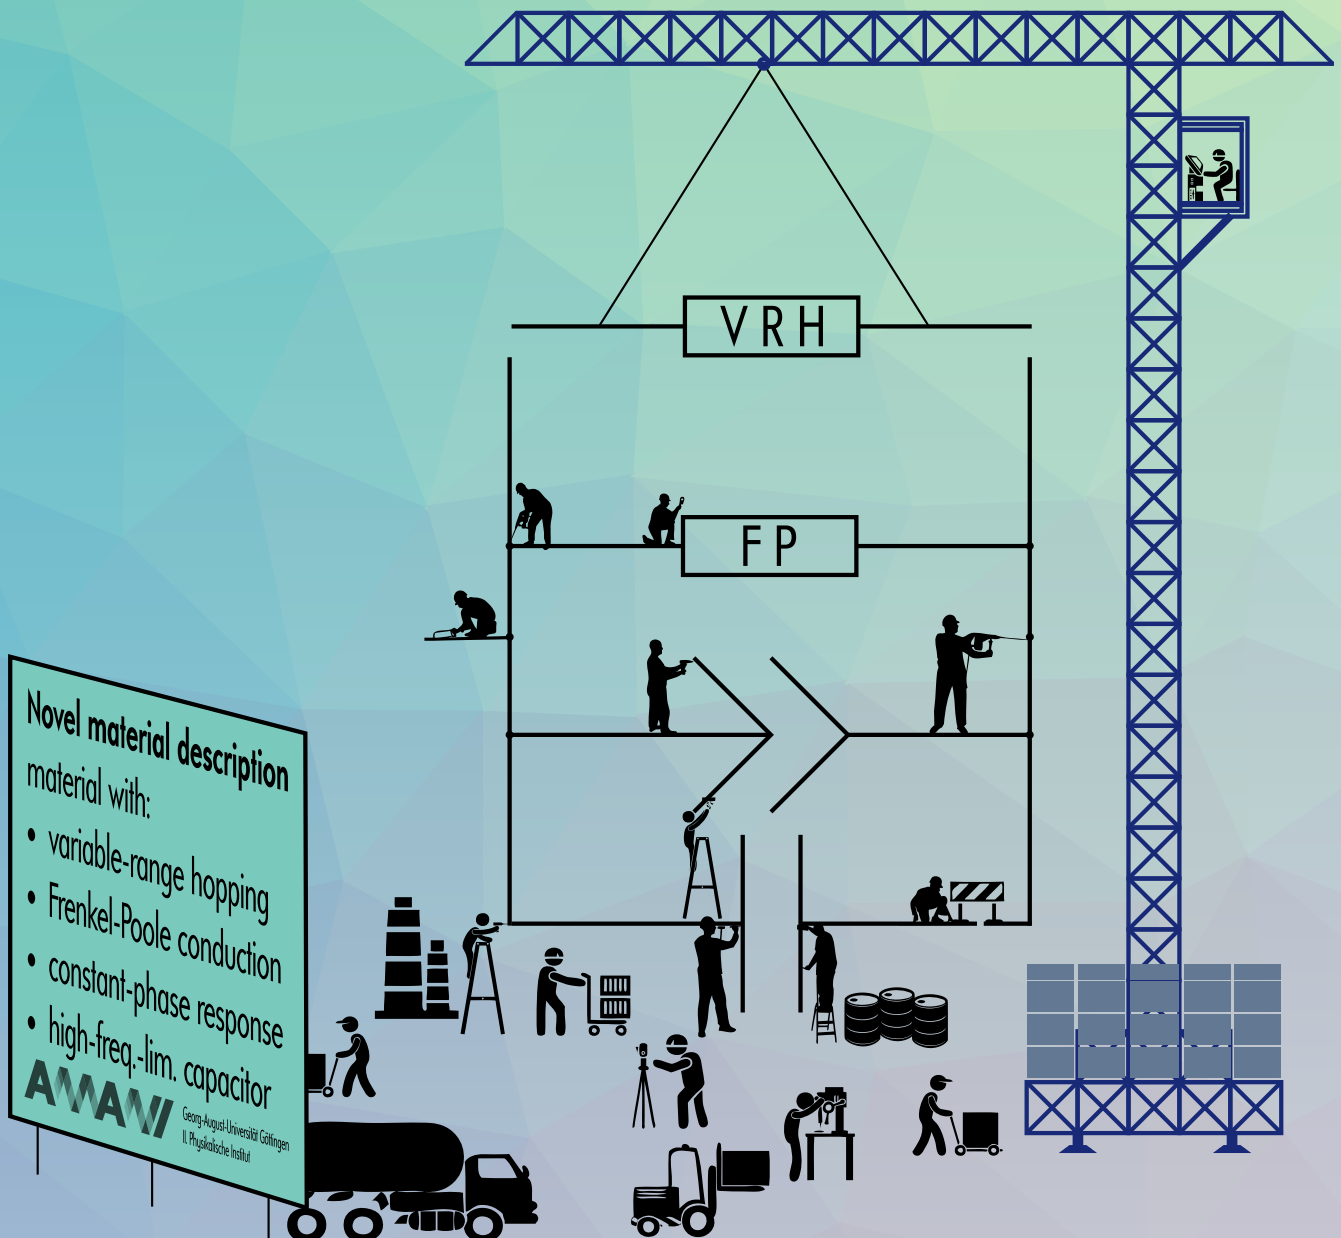 VRH
FP
Novel material description
material with:
• variable-range hopping
• Frenkel-Poole conduction
• constant-phase response
• high-freq.-lim. capacitor
AMANI
Georg-August-Universität Göttingen
II. Physikalische Institut